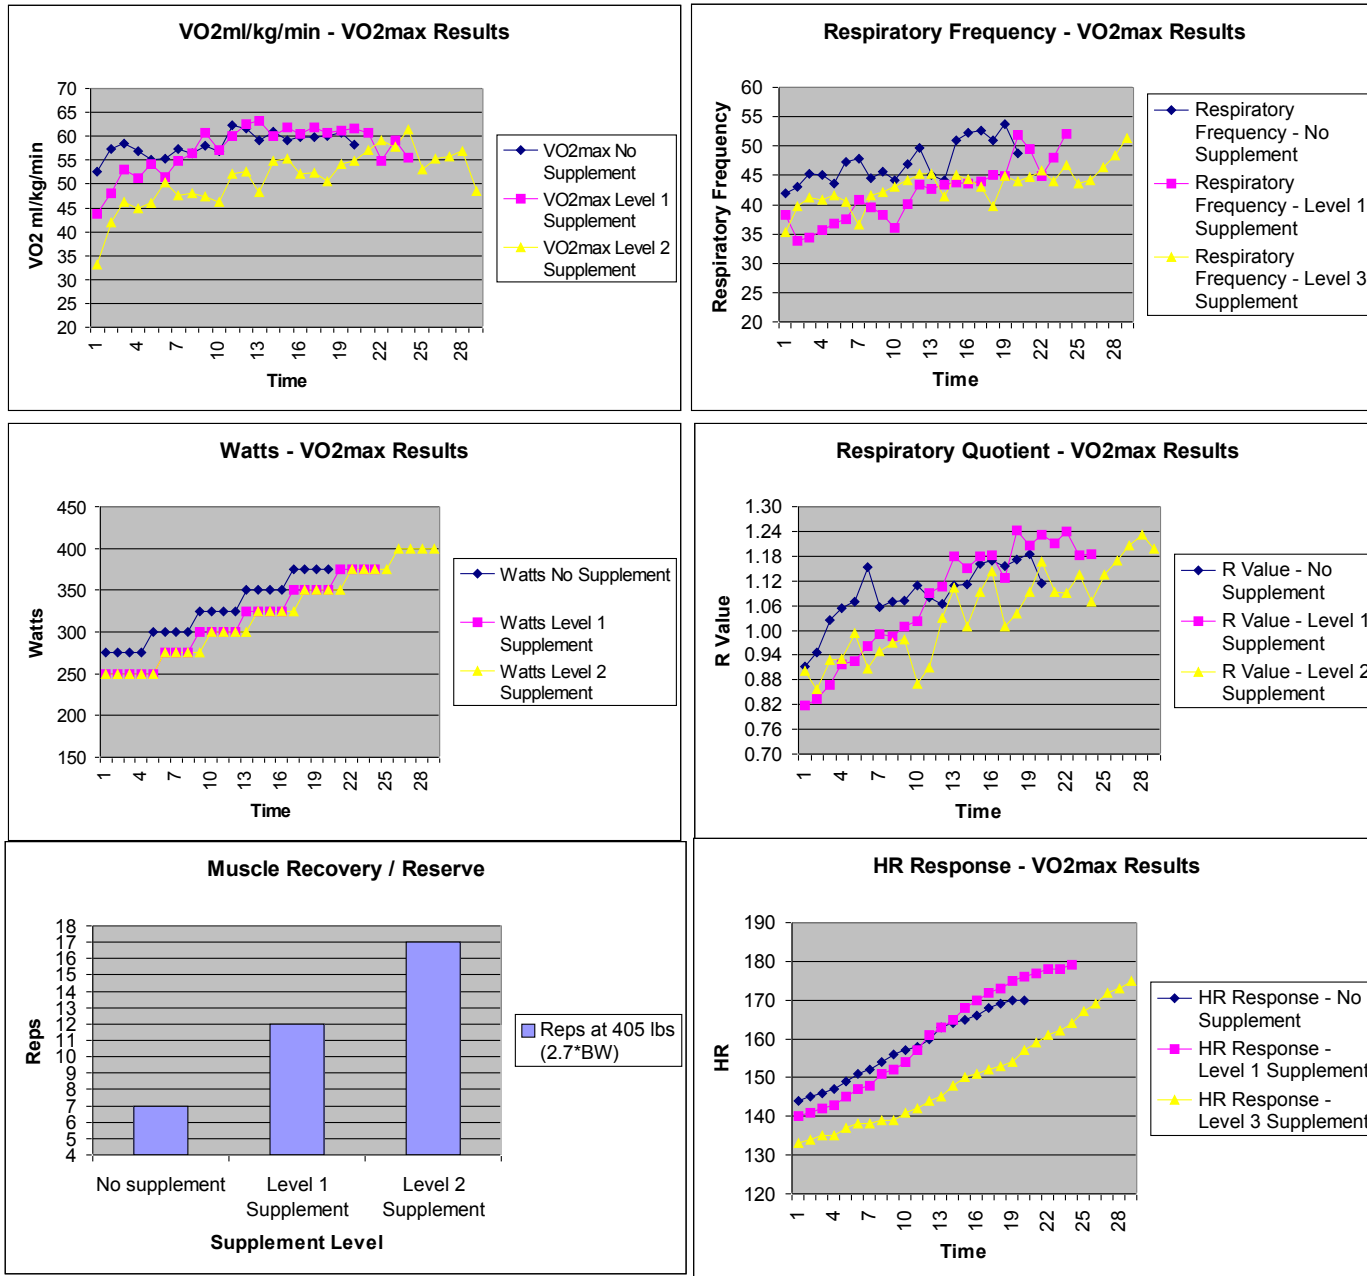 VO2ml/kg/min - VO2max Results
70
65
60
55
50
45
40
35
30
25
20
VO2 ml/kg/min
1
4
7
10
13
16
19
22
25
28
Time
VO2max No
Supplement
VO2max Level 1
Supplement
VO2max Level 2
Supplement
Respiratory Frequency - VO2max Results
60
55
50
45
40
35
30
25
20
Respiratory Frequency
1
4
7
10
13
16
19
22
25
28
Time
Respiratory
Frequency - No
Supplement
Respiratory
Frequency - Level 1
Supplement
Respiratory
Frequency - Level 3
Supplement
Watts - VO2max Results
450
400
350
300
250
200
150
Watts
1
4
7
10
13
16
19
22
25
28
Time
Watts No Supplement
Watts Level 1
Supplement
Watts Level 2
Supplement
Respiratory Quotient - VO2max Results
1.30
1.24
1.18
1.12
1.06
1.00
0.94
0.88
0.82
0.76
0.70
R Value
1
4
7
10
13
16
19
22
25
28
Time
R Value - No
Supplement
R Value - Level 1
Supplement
R Value - Level 2
Supplement
Muscle Recovery / Reserve
18
17
16
15
14
13
12
11
10
9
8
7
6
5
4
Reps
No supplement
Level 1
Supplement
Level 2
Supplement
Supplement Level
Reps at 405 lbs
(2.7*BW)
HR Response - VO2max Results
190
180
170
160
150
140
130
120
HR
1
4
7
10
13
16
19
22
25
28
Time
HR Response - No
Supplement
HR Response -
Level 1 Supplement
HR Response -
Level 3 Supplement